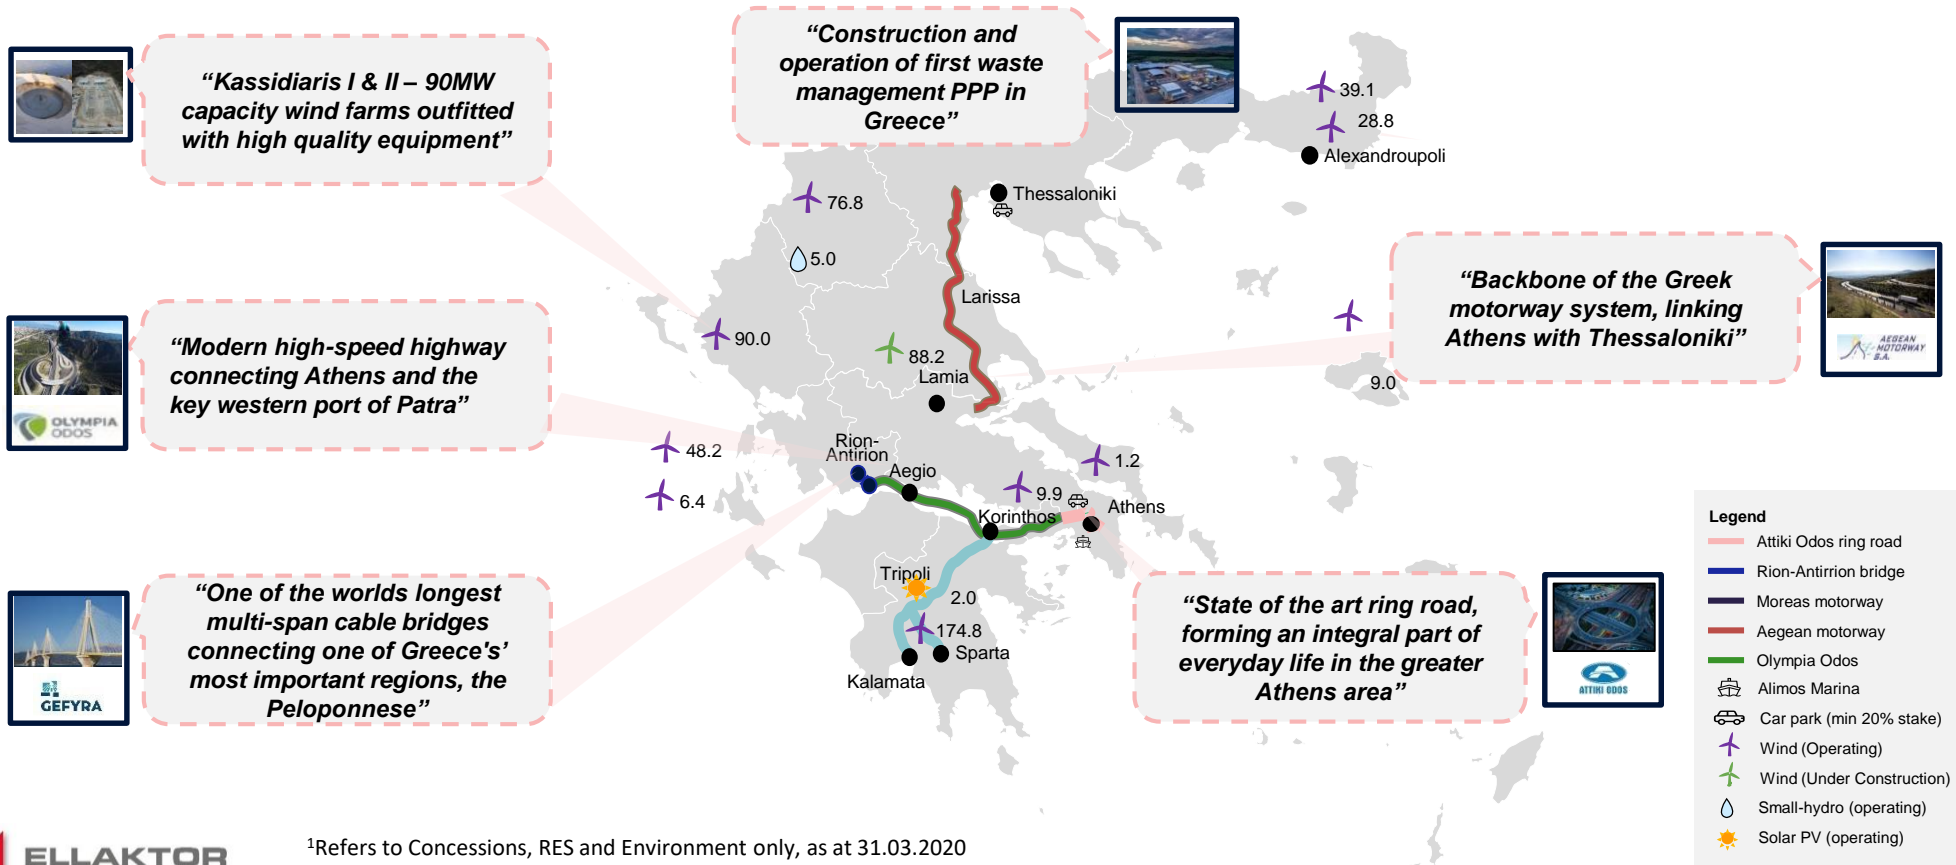 “Kassidiaris I & II – 90MW
capacity wind farms outfitted
with high quality equipment”
“Construction and
operation of first waste
management PPP in
Greece”
39.1
28.8
Alexandroupoli
Thessaloniki
76.8
5.0
Larissa
“Backbone of the Greek
motorway system, linking
Athens with Thessaloniki”
AEGEAN
MOTORWAY
S.A.
“Modern high-speed highway
connecting Athens and the
key western port of Patra”
OLYMPIA
ODOS
90.0
88.2
Lamia
9.0
48.2
6.4
Rion-
Antirion
Aegio
1.2
9.9
Athens
Korinthos
Tripoli
2.0
174.8
Sparta
Kalamata
“One of the worlds longest
multi-span cable bridges
connecting one of Greece's’
most important regions, the
Peloponnese”
GEFYRA
“State of the art ring road,
forming an integral part of
everyday life in the greater
Athens area”
ATTIKI ODOS
Legend
Attiki Odos ring road
Rion-Antirrion bridge
Moreas motorway
Aegean motorway
Olympia Odos
Alimos Marina
Car park (min 20% stake)
Wind (Operating)
Wind (Under Construction)
Small-hydro (operating)
Solar PV (operating)
ELLAKTOR
¹Refers to Concessions, RES and Environment only, as at 31.03.2020